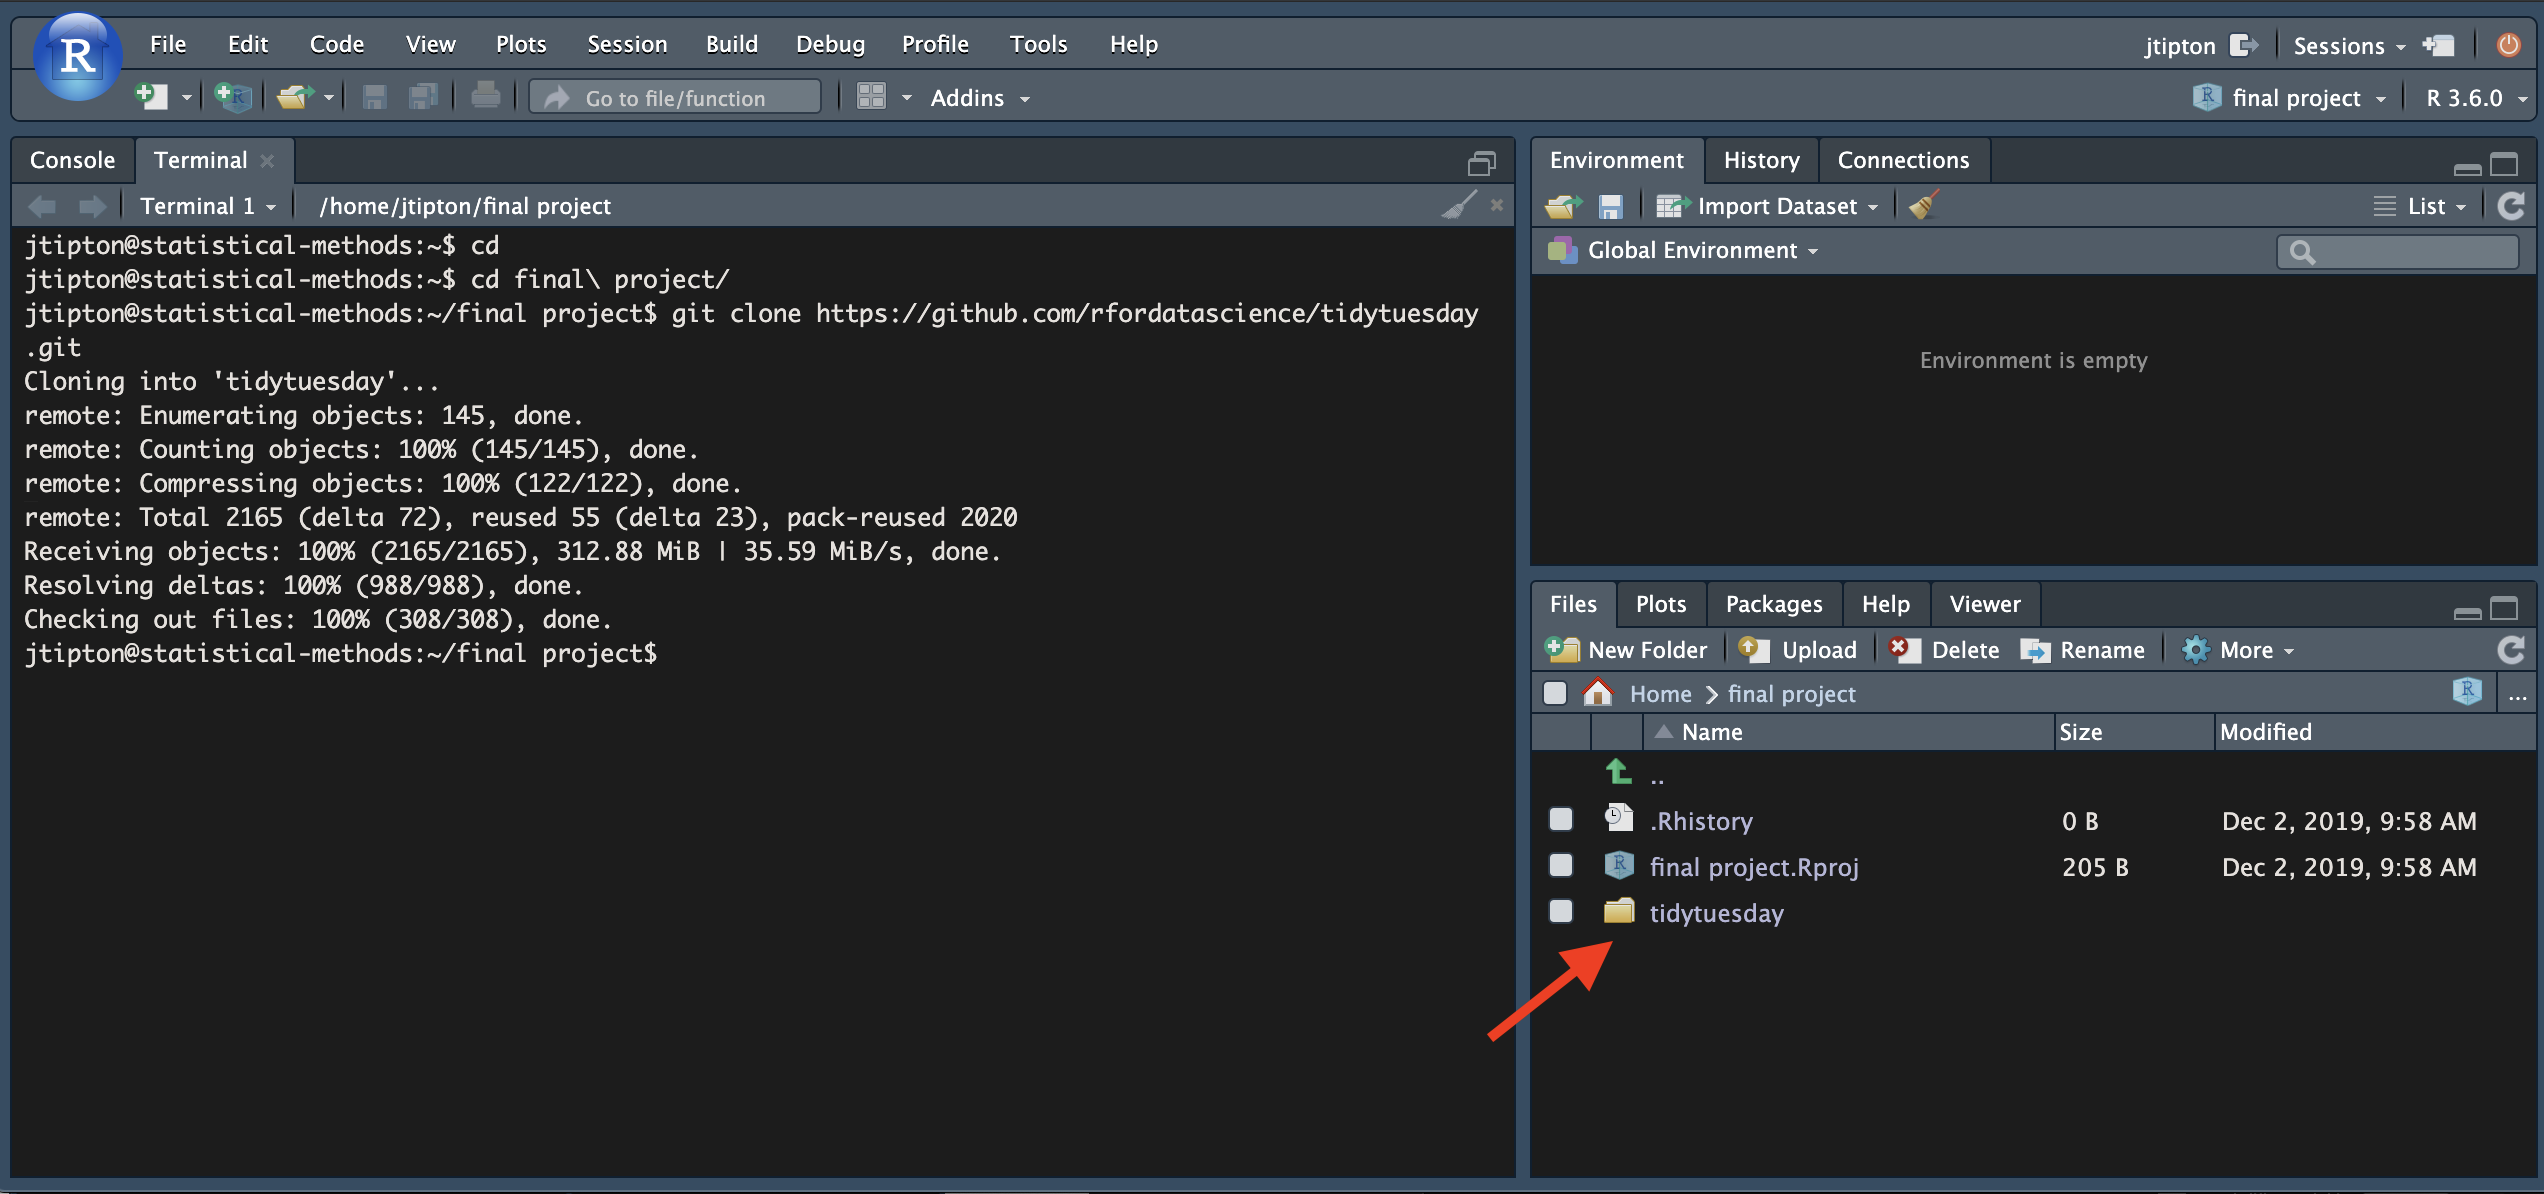 R File Edit Code View Plots Session Build Debug Profile Tools Help jtipton Sessions
Go to file/function Addins final project R 3.6.0
Console Terminal
Terminal 1 /home/jtipton/final project
jtipton@statistical-methods:~$ cd
jtipton@statistical-methods:~$ cd final\ project/
jtipton@statistical-methods:~/final project$ git clone https://github.com/rfordatascience/tidytuesday
.git
Cloning into 'tidytuesday'...
remote: Enumerating objects: 145, done.
remote: Counting objects: 100% (145/145), done.
remote: Compressing objects: 100% (122/122), done.
remote: Total 2165 (delta 72), reused 55 (delta 23), pack-reused 2020
Receiving objects: 100% (2165/2165), 312.88 MiB | 35.59 MiB/s, done.
Resolving deltas: 100% (988/988), done.
Checking out files: 100% (308/308), done.
jtipton@statistical-methods:~/final project$
Environment History Connections
Import Dataset List
Global Environment
Environment is empty
Files Plots Packages Help Viewer
New Folder Upload Delete Rename More
Home final project ...
Name Size Modified
..
.Rhistory 0 B Dec 2, 2019, 9:58 AM
final project.Rproj 205 B Dec 2, 2019, 9:58 AM
tidytuesday